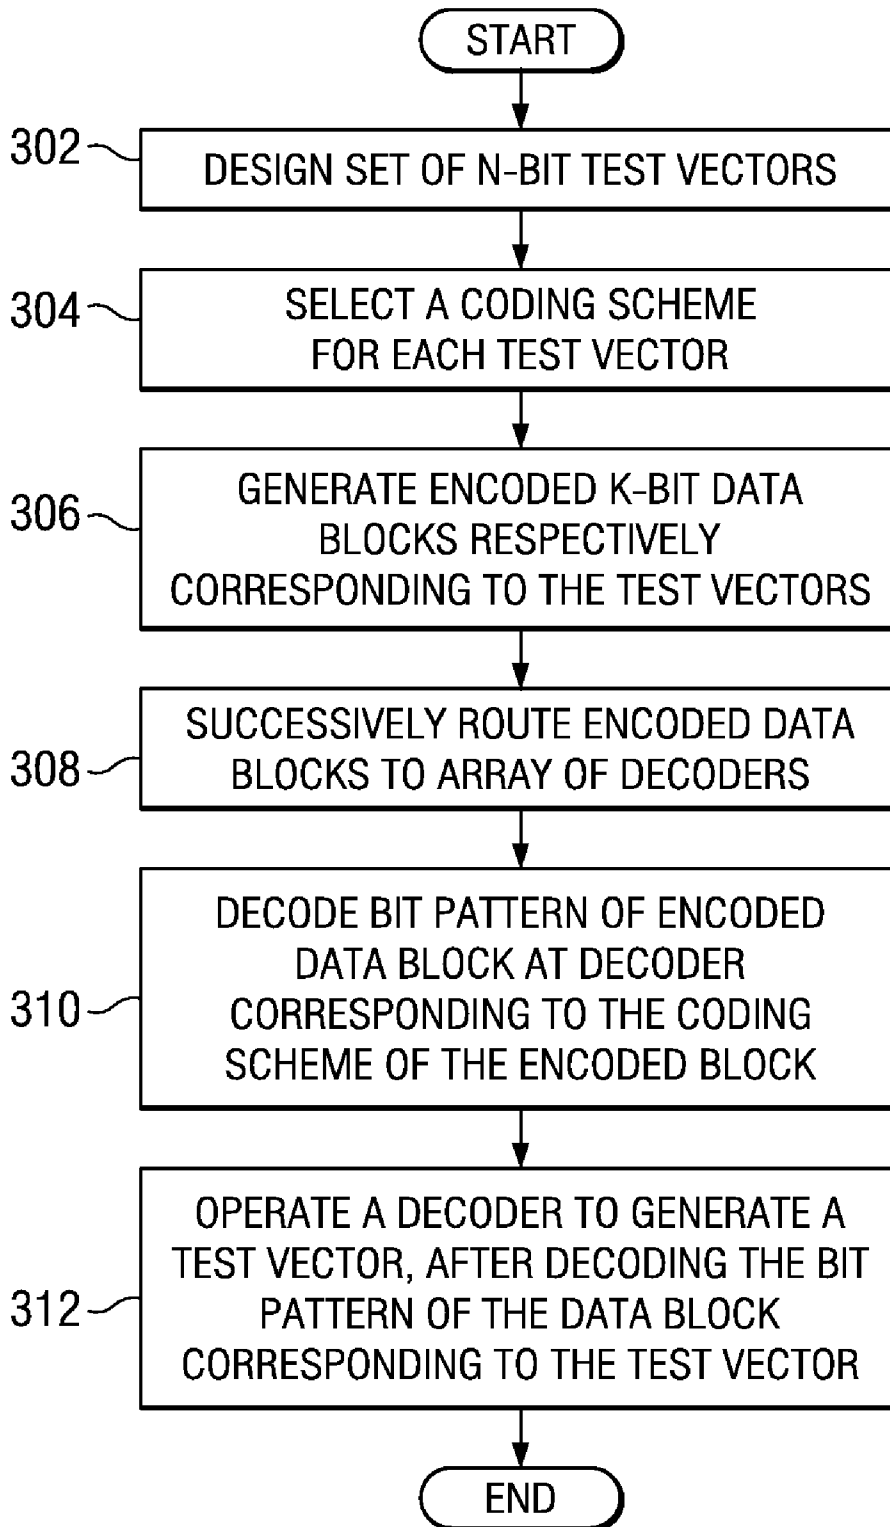 START
302
DESIGN SET OF N-BIT TEST VECTORS
304
SELECT A CODING SCHEME
FOR EACH TEST VECTOR
306
GENERATE ENCODED K-BIT DATA
BLOCKS RESPECTIVELY
CORRESPONDING TO THE TEST VECTORS
308
SUCCESSIVELY ROUTE ENCODED DATA
BLOCKS TO ARRAY OF DECODERS
310
DECODE BIT PATTERN OF ENCODED
DATA BLOCK AT DECODER
CORRESPONDING TO THE CODING
SCHEME OF THE ENCODED BLOCK
312
OPERATE A DECODER TO GENERATE A
TEST VECTOR, AFTER DECODING THE BIT
PATTERN OF THE DATA BLOCK
CORRESPONDING TO THE TEST VECTOR
END